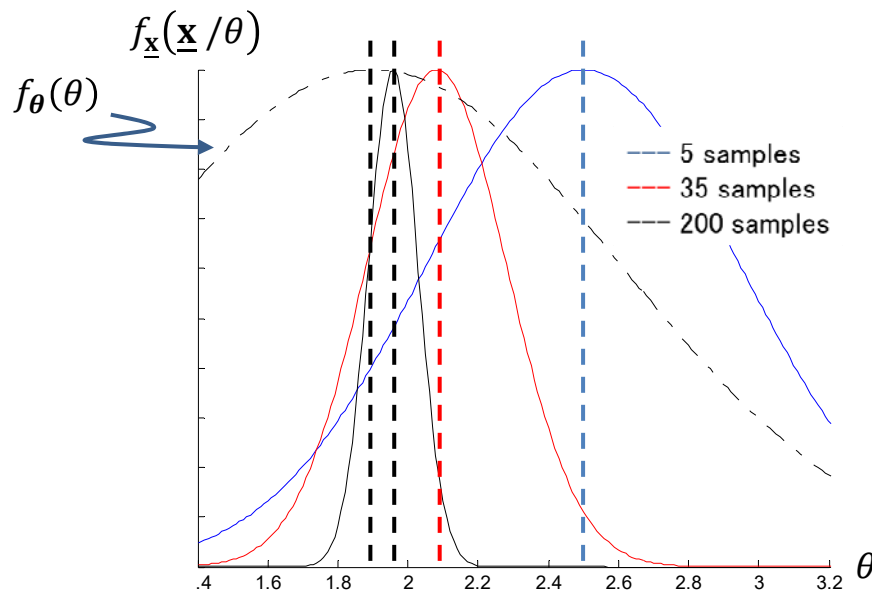 f_x(x /θ)
f_θ(θ)
5 samples
35 samples
200 samples
.4 1.6 1.8 2 2.2 2.4 2.6 2.8 3 3.2 θ